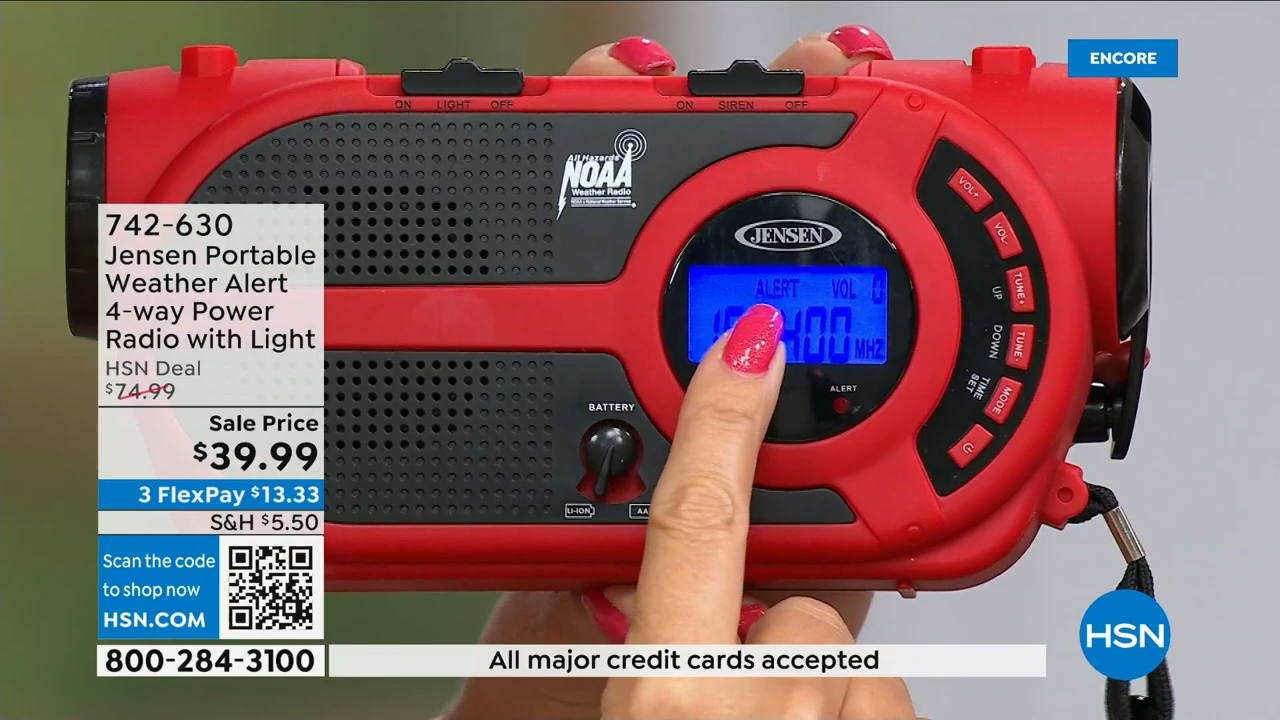 ENCORE
ON LIGHT OFF
ON SIREN OFF
All Hazards
NOAA
Weather Radio
JENSEN
ALERT VOL 0
400 MHZ
ALERT
VOL+
VOL-
TUNE+
UP
TUNE-
DOWN
MODE
TIME SET
BATTERY
LI-ION
AA
742-630
Jensen Portable
Weather Alert
4-way Power
Radio with Light
HSN Deal
$74.99
Sale Price
$39.99
3 FlexPay $13.33
S&H $5.50
Scan the code
to shop now
HSN.COM
800-284-3100
All major credit cards accepted
HSN